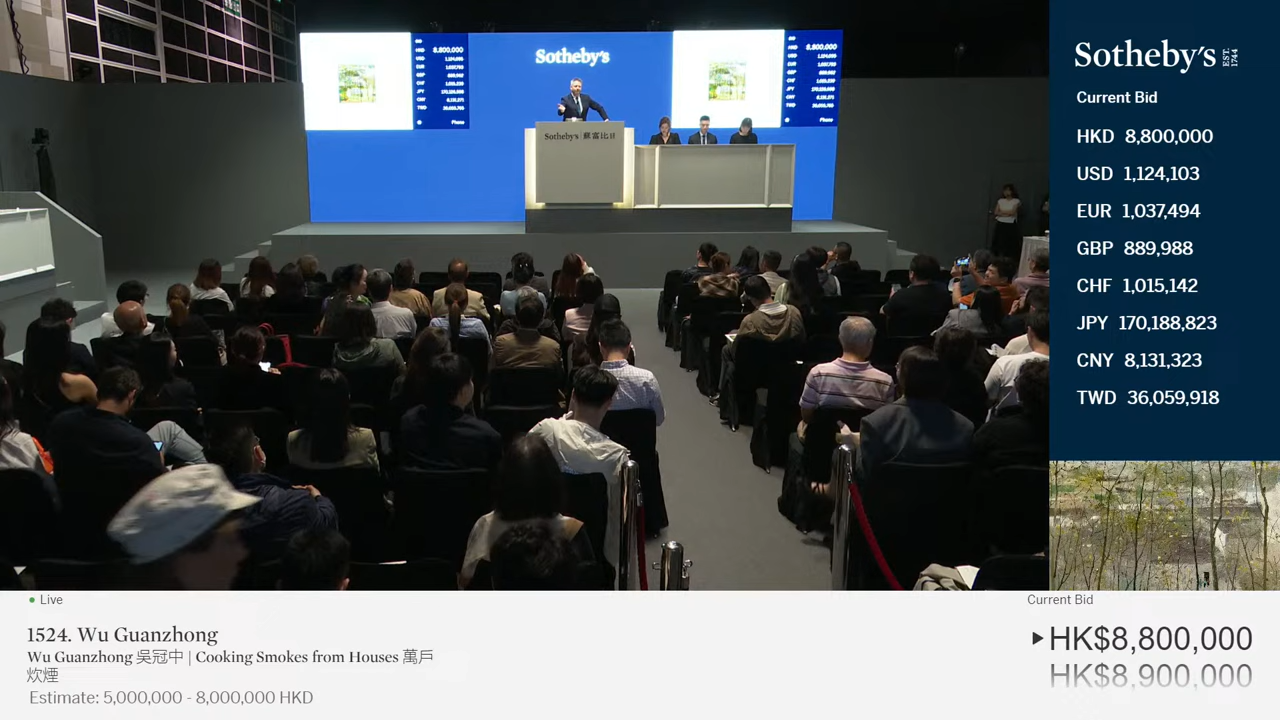 Sotheby's
HKD 8,800,000
Sotheby's 蘇富比
Sotheby's EST. 1744
Current Bid
HKD 8,800,000
USD 1,124,103
EUR 1,037,494
GBP 889,988
CHF 1,015,142
JPY 170,188,823
CNY 8,131,323
TWD 36,059,918
Live
1524. Wu Guanzhong
Wu Guanzhong 吳冠中 | Cooking Smokes from Houses 萬戶
炊煙
Estimate: 5,000,000 - 8,000,000 HKD
Current Bid
HK$8,800,000
HK$8,900,000